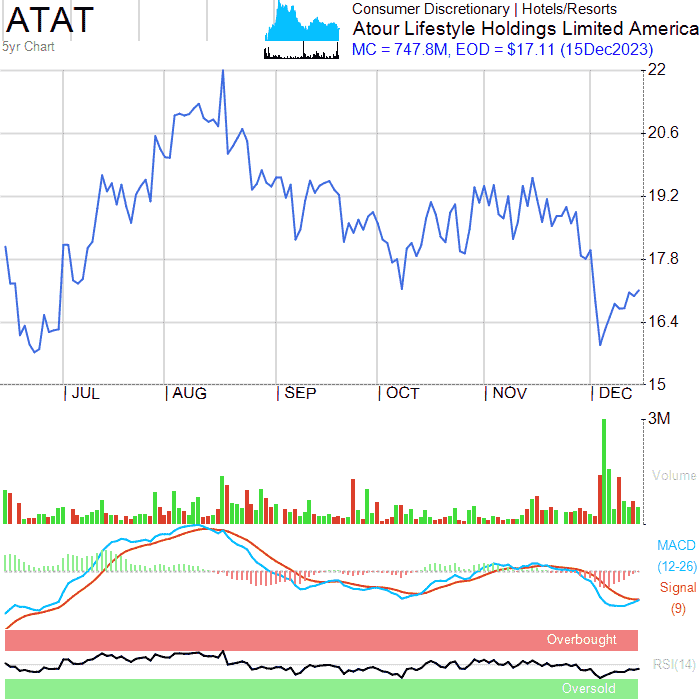 ATAT
5yr Chart
Consumer Discretionary | Hotels/Resorts
Atour Lifestyle Holdings Limited America
MC = 747.8M, EOD = $17.11 (15Dec2023)
22
20.6
19.2
17.8
16.4
15
JUL AUG SEP OCT NOV DEC
3M
Volume
MACD
(12-26)
Signal
(9)
Overbought
RSI(14)
Oversold